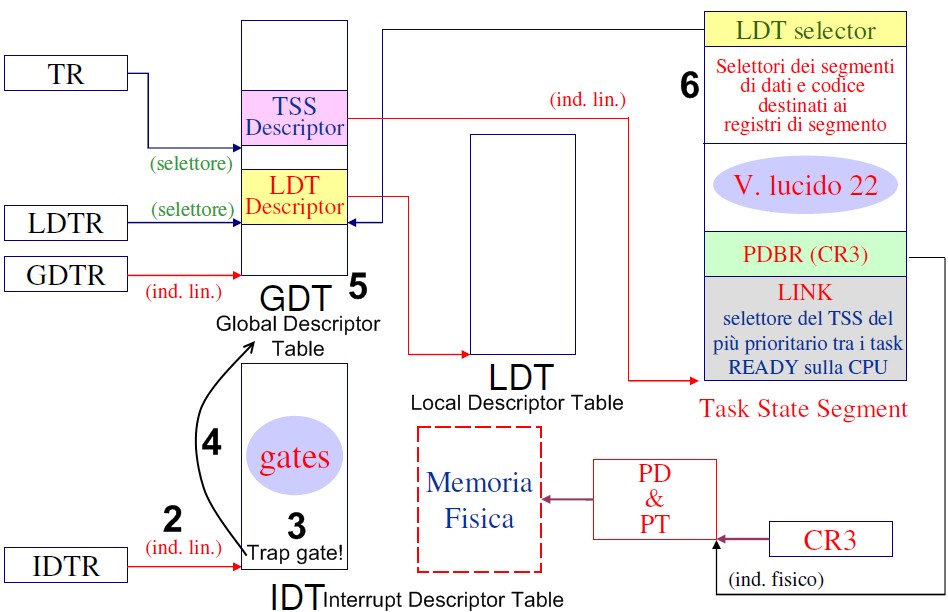 TR
LDTR
GDTR
IDTR
(selettore)
(selettore)
(ind. lin.)
TSS
Descriptor
LDT
Descriptor
GDT
5
Global Descriptor
Table
4
2
(ind. lin.)
gates
3
Trap gate!
IDT Interrupt Descriptor Table
(ind. lin.)
LDT
Local Descriptor Table
6
LDT selector
Selettori dei segmenti
di dati e codice
destinati ai
registri di segmento
V. lucido 22
PDBR (CR3)
LINK
selettore del TSS del
più prioritario tra i task
READY sulla CPU
Task State Segment
Memoria
Fisica
PD
&
PT
CR3
(ind. fisico)